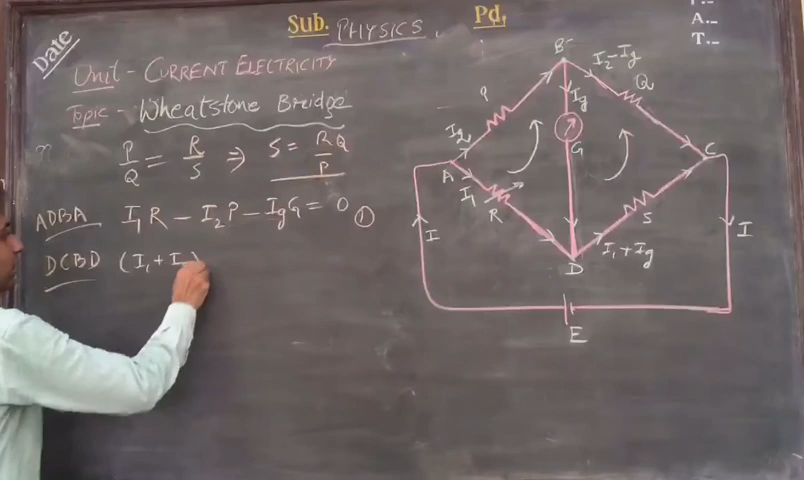 Date
Sub. PHYSICS. Pd.
A.-
T.-
Unit - CURRENT ELECTRICITY
Topic - Wheatstone Bridge
P/Q = R/S ⇒ S = RQ/P
ADBA I₁R - I₂P - IgG = 0 ①
DCBD (I₁ + I
B
I₂-Ig
P
Ig
Q
I₂
G
A
C
I₁
R
S
D
I₁+Ig
I
I
E